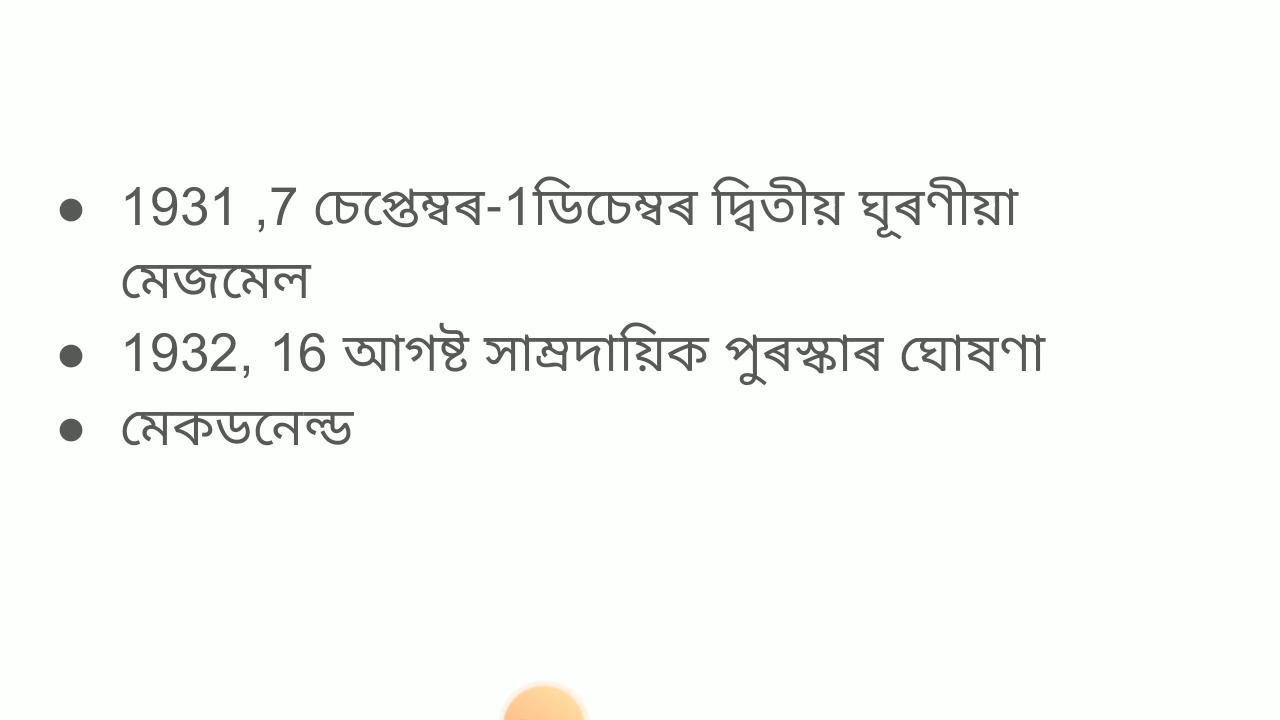 ● 1931 ,7 চেপ্তেম্বৰ-1ডিচেম্বৰ দ্বিতীয় ঘূৰণীয়া
মেজমেল
● 1932, 16 আগষ্ট সাম্ৰদায়িক পুৰস্কাৰ ঘোষণা
● মেকডনেল্ড